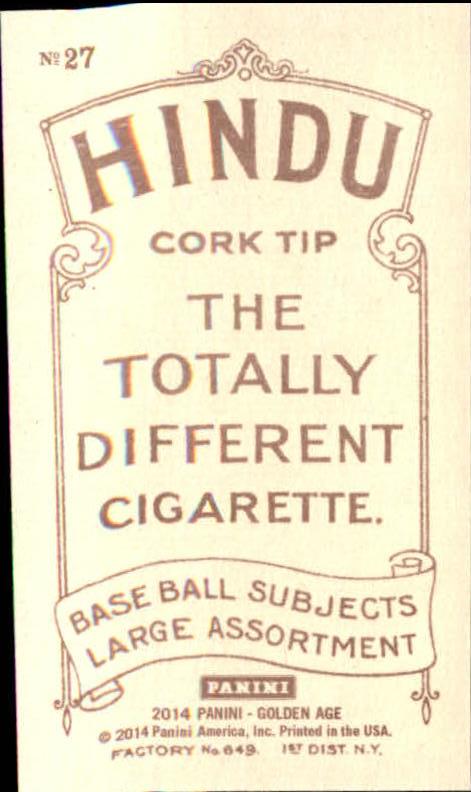 Nº 27
HINDU
CORK TIP
THE
TOTALLY
DIFFERENT
CIGARETTE.
BASE BALL SUBJECTS
LARGE ASSORTMENT
PANINI
2014 PANINI - GOLDEN AGE
© 2014 Panini America, Inc. Printed in the USA.
FACTORY No. 649. 1ST DIST. N.Y.